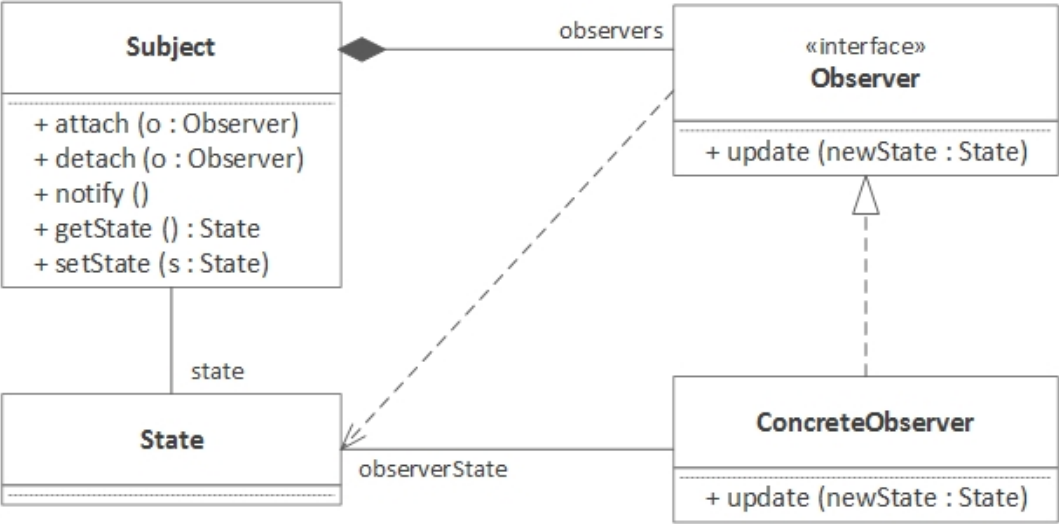 Subject
+ attach (o : Observer)
+ detach (o : Observer)
+ notify ()
+ getState () : State
+ setState (s : State)
observers
«interface»
Observer
+ update (newState : State)
state
State
observerState
ConcreteObserver
+ update (newState : State)